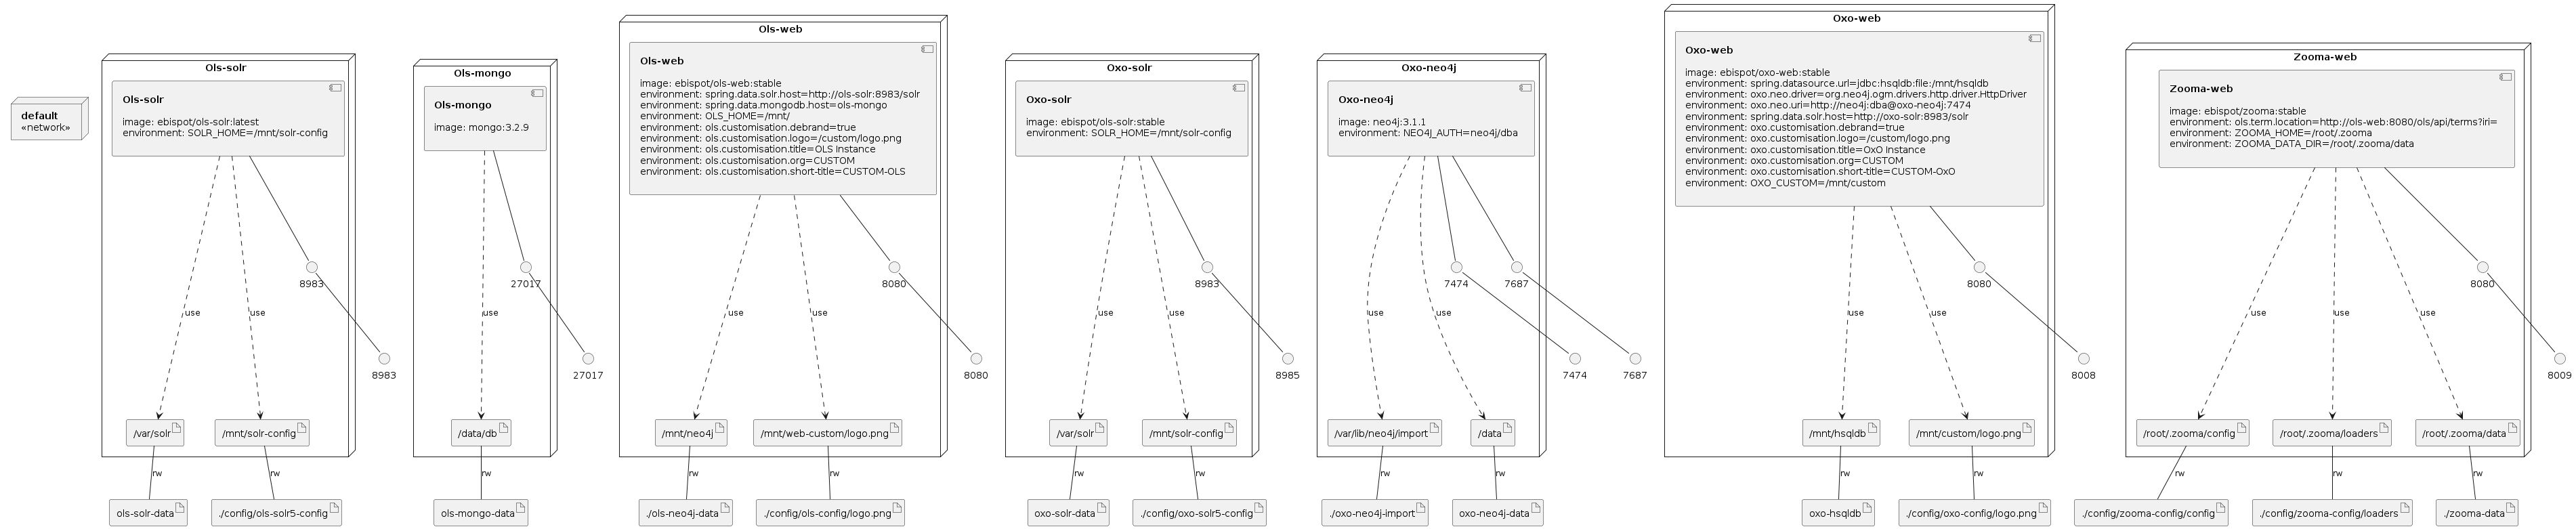 default
«network»
Ols-solr
Ols-solr
image: ebispot/ols-solr:latest
environment: SOLR_HOME=/mnt/solr-config
8983
use
use
8983
/var/solr
/mnt/solr-config
rw
rw
ols-solr-data
./config/ols-solr5-config
Ols-mongo
Ols-mongo
image: mongo:3.2.9
27017
use
27017
/data/db
rw
ols-mongo-data
Ols-web
Ols-web
image: ebispot/ols-web:stable
environment: spring.data.solr.host=http://ols-solr:8983/solr
environment: spring.data.mongodb.host=ols-mongo
environment: OLS_HOME=/mnt/
environment: ols.customisation.debrand=true
environment: ols.customisation.logo=/custom/logo.png
environment: ols.customisation.title=OLS Instance
environment: ols.customisation.org=CUSTOM
environment: ols.customisation.short-title=CUSTOM-OLS
8080
use
use
8080
/mnt/neo4j
/mnt/web-custom/logo.png
rw
rw
./ols-neo4j-data
./config/ols-config/logo.png
Oxo-solr
Oxo-solr
image: ebispot/oxo-solr:stable
environment: SOLR_HOME=/mnt/solr-config
8983
use
use
8985
/var/solr
/mnt/solr-config
rw
rw
oxo-solr-data
./config/oxo-solr5-config
Oxo-neo4j
Oxo-neo4j
image: neo4j:3.1.1
environment: NEO4J_AUTH=neo4j/dba
7474
7687
use
use
7474
7687
/var/lib/neo4j/import
/data
rw
rw
./oxo-neo4j-import
oxo-neo4j-data
Oxo-web
Oxo-web
image: ebispot/oxo-web:stable
environment: spring.datasource.url=jdbc:hsqldb:file:/mnt/hsqldb
environment: oxo.neo.driver=org.neo4j.ogm.drivers.http.driver.HttpDriver
environment: oxo.neo.uri=http://neo4j:dba@oxo-neo4j:7474
environment: spring.data.solr.host=http://oxo-solr:8983/solr
environment: oxo.customisation.debrand=true
environment: oxo.customisation.logo=/custom/logo.png
environment: oxo.customisation.title=OxO Instance
environment: oxo.customisation.org=CUSTOM
environment: oxo.customisation.short-title=CUSTOM-OxO
environment: OXO_CUSTOM=/mnt/custom
8080
use
use
8008
/mnt/hsqldb
/mnt/custom/logo.png
rw
rw
oxo-hsqldb
./config/oxo-config/logo.png
Zooma-web
Zooma-web
image: ebispot/zooma:stable
environment: ols.term.location=http://ols-web:8080/ols/api/terms?iri=
environment: ZOOMA_HOME=/root/.zooma
environment: ZOOMA_DATA_DIR=/root/.zooma/data
8080
use
use
use
8009
/root/.zooma/config
/root/.zooma/loaders
/root/.zooma/data
rw
rw
rw
./config/zooma-config/config
./config/zooma-config/loaders
./zooma-data